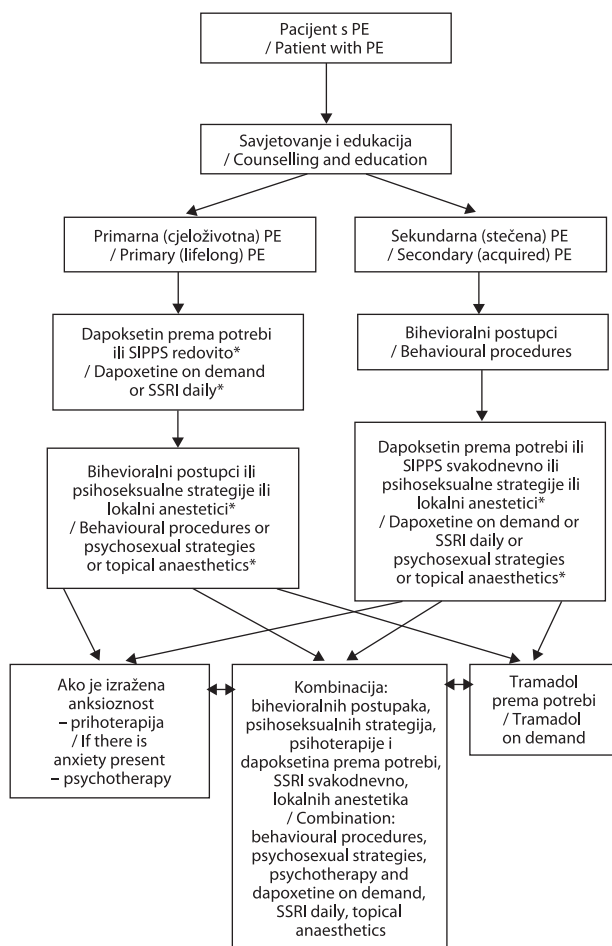 Pacijent s PE
/ Patient with PE
Savjetovanje i edukacija
/ Counselling and education
Primarna (cjeloživotna) PE
/ Primary (lifelong) PE
Sekundarna (stečena) PE
/ Secondary (acquired) PE
Dapoksetin prema potrebi
ili SIPPS redovito*
/ Dapoxetine on demand
or SSRI daily*
Bihevioralni postupci
/ Behavioural procedures
Bihevioralni postupci ili
psihoseksualne strategije ili
lokalni anestetici*
/ Behavioural procedures or
psychosexual strategies
or topical anaesthetics*
Dapoksetin prema potrebi ili
SIPPS svakodnevno ili
psihoseksualne strategije ili
lokalni anestetici*
/ Dapoxetine on demand or
SSRI daily or
psychosexual strategies
or topical anaesthetics*
Ako je izražena
anksioznost
– prihoterapija
/ If there is
anxiety present
– psychotherapy
Kombinacija:
bihevioralnih postupaka,
psihoseksualnih strategija,
psihoterapije i
dapoksetina prema potrebi,
SSRI svakodnevno,
lokalnih anestetika
/ Combination:
behavioural procedures,
psychosexual strategies,
psychotherapy and
dapoxetine on demand,
SSRI daily, topical
anaesthetics
Tramadol
prema potrebi
/ Tramadol
on demand